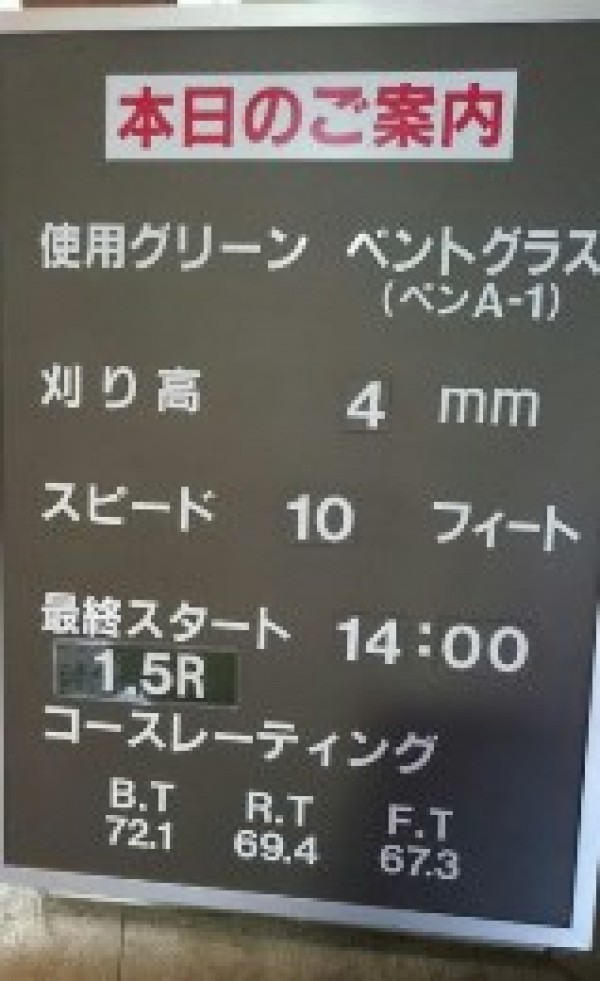 本日のご案内
使用グリーン ベントグラス
(ペンA-1)
刈り高 4 mm
スピード 10 フィート
最終スタート 14:00
1.5R
コースレーティング
B.T R.T F.T
72.1 69.4 67.3